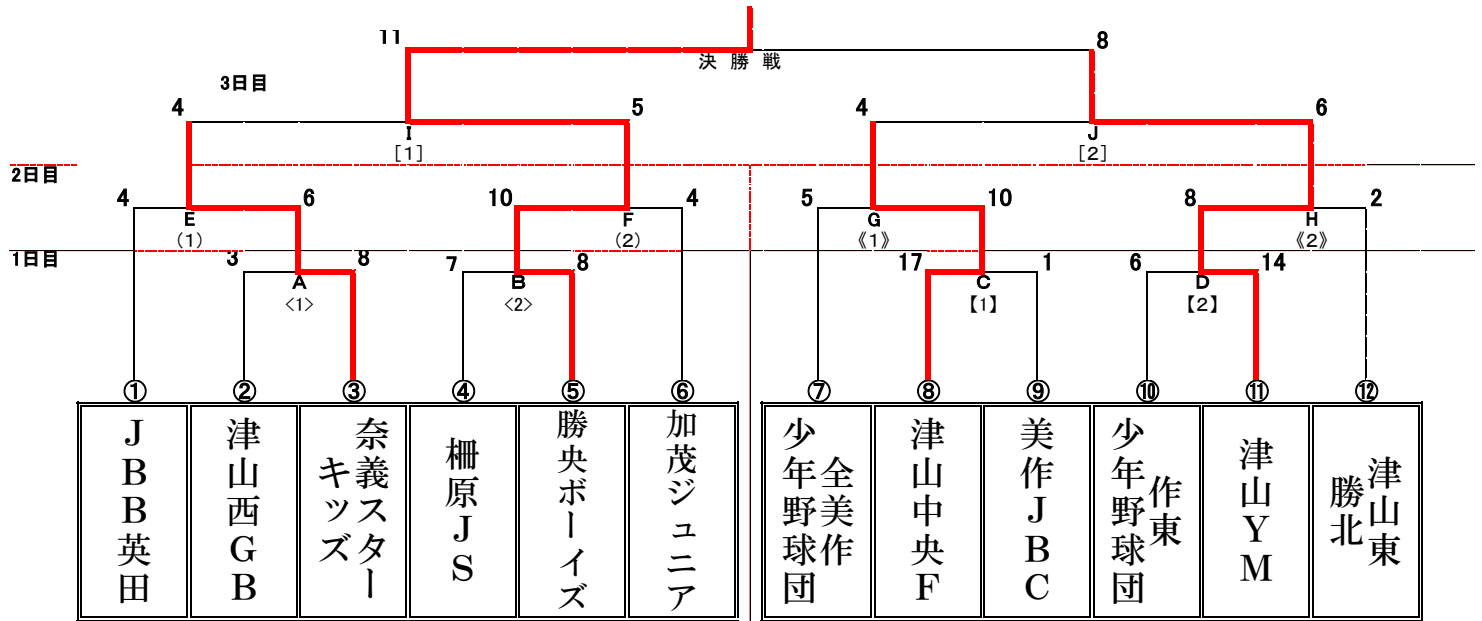 11
8
決勝戦
3日目
4
5
4
6
I
J
[1]
[2]
2日目
4
6
10
4
5
10
8
2
E
F
G
H
(1)
(2)
《1》
《2》
1日目
3
8
7
8
17
1
6
14
A
B
C
D
<1>
<2>
【1】
【2】
① ② ③ ④ ⑤ ⑥ ⑦ ⑧ ⑨ ⑩ ⑪ ⑫
JBB英田
津山西GB
奈義スター
キッズ
柵原JS
勝央ボーイズ
加茂ジュニア
全美作
少年野球団
津山中央F
美作JBC
作東
少年野球団
津山YM
津山東
勝北